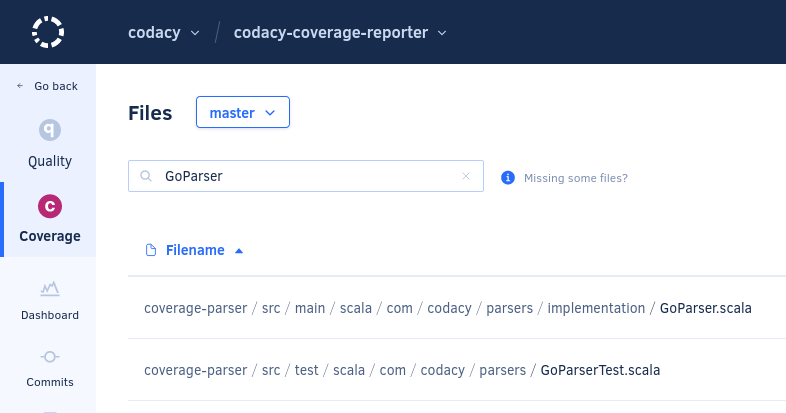 codacy / codacy-coverage-reporter
← Go back
Files master
q
Quality
GoParser ×
i Missing some files?
C
Coverage
Filename
Dashboard
coverage-parser / src / main / scala / com / codacy / parsers / implementation / GoParser.scala
Commits
coverage-parser / src / test / scala / com / codacy / parsers / GoParserTest.scala